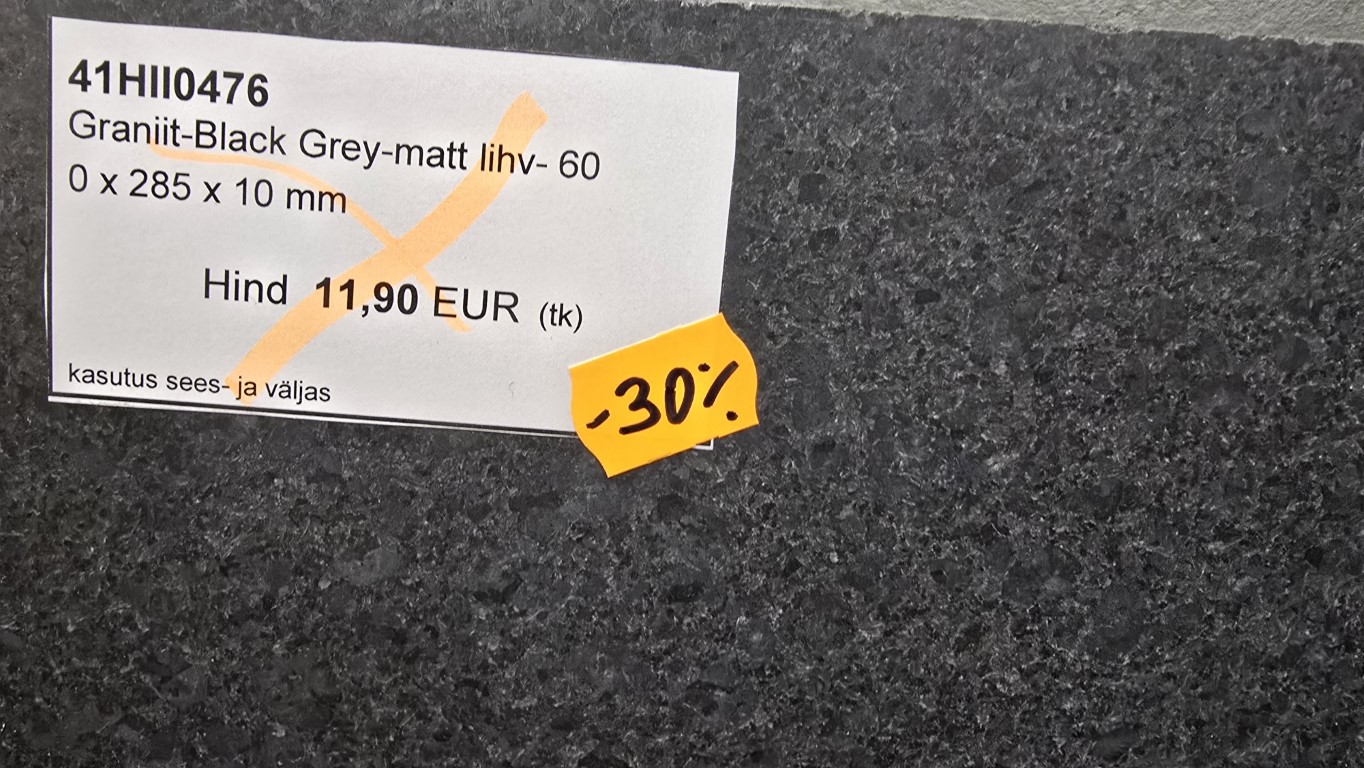 41HII0476
Graniit-Black Grey-matt lihv- 60
0 x 285 x 10 mm
Hind 11,90 EUR (tk)
kasutus sees- ja väljas
-30%